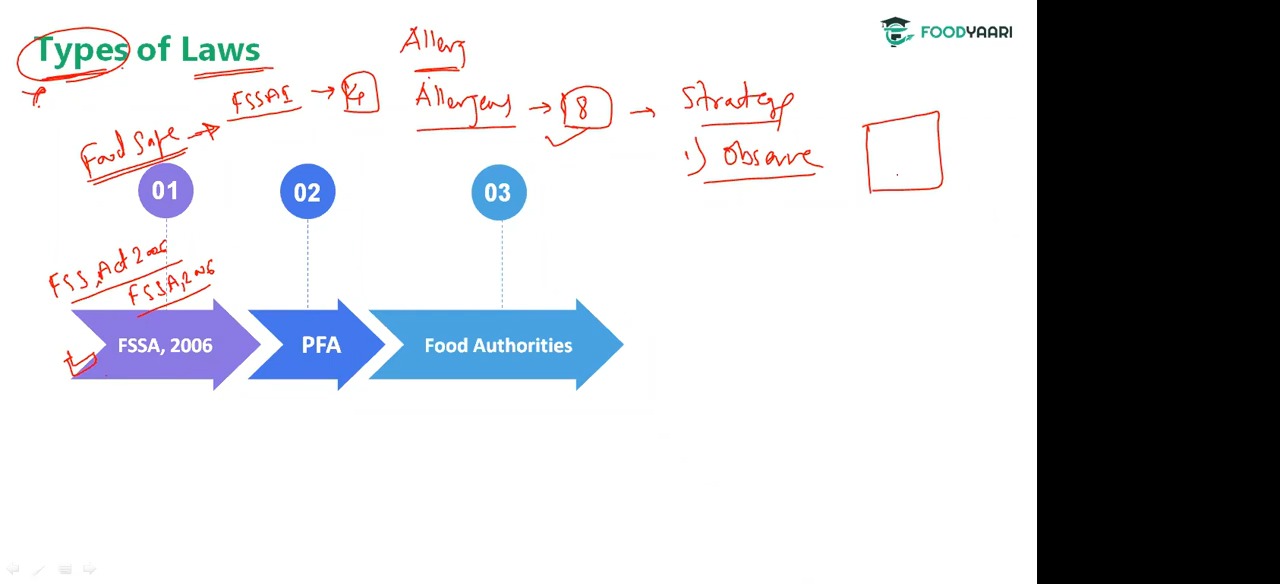 Types of Laws
FOODYAARI
Allerg
FSSAI → 4
Allergens → 8 → Strategy
Food Safe →
1) Observe
01
02
03
FSS Act 2006
FSSA, 2006
FSSA, 2006
PFA
Food Authorities